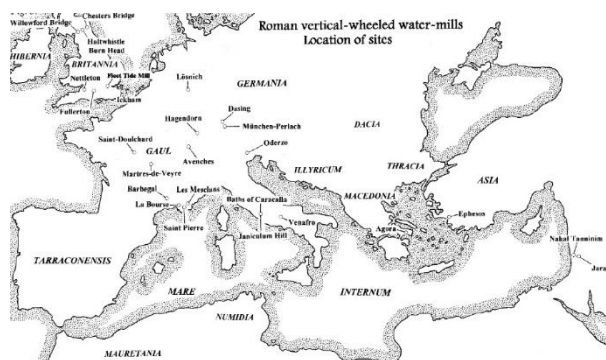 Roman vertical-wheeled water-mills
Location of sites
Chesters Bridge
Willowford Bridge
Haltwhistle
Burn Head
HIBERNIA
BRITANNIA
Nettleton
Fleet Tide Mill
Ickham
Fullerton
Lösnich
GERMANIA
Dasing
München-Perlach
Hagendorn
DACIA
Saint-Doulchard
GAUL
Oderzo
Avenches
Martres-de-Veyre
ILLYRICUM
THRACIA
ASIA
Barbegal
Les Mesclans
La Bourse
Saint Pierre
Baths of Caracalla
MACEDONIA
Venafro
Ephesos
Janiculum Hill
Agora
Nahal Tanninim
TARRACONENSIS
Jara
MARE
INTERNUM
NUMIDIA
MAURETANIA